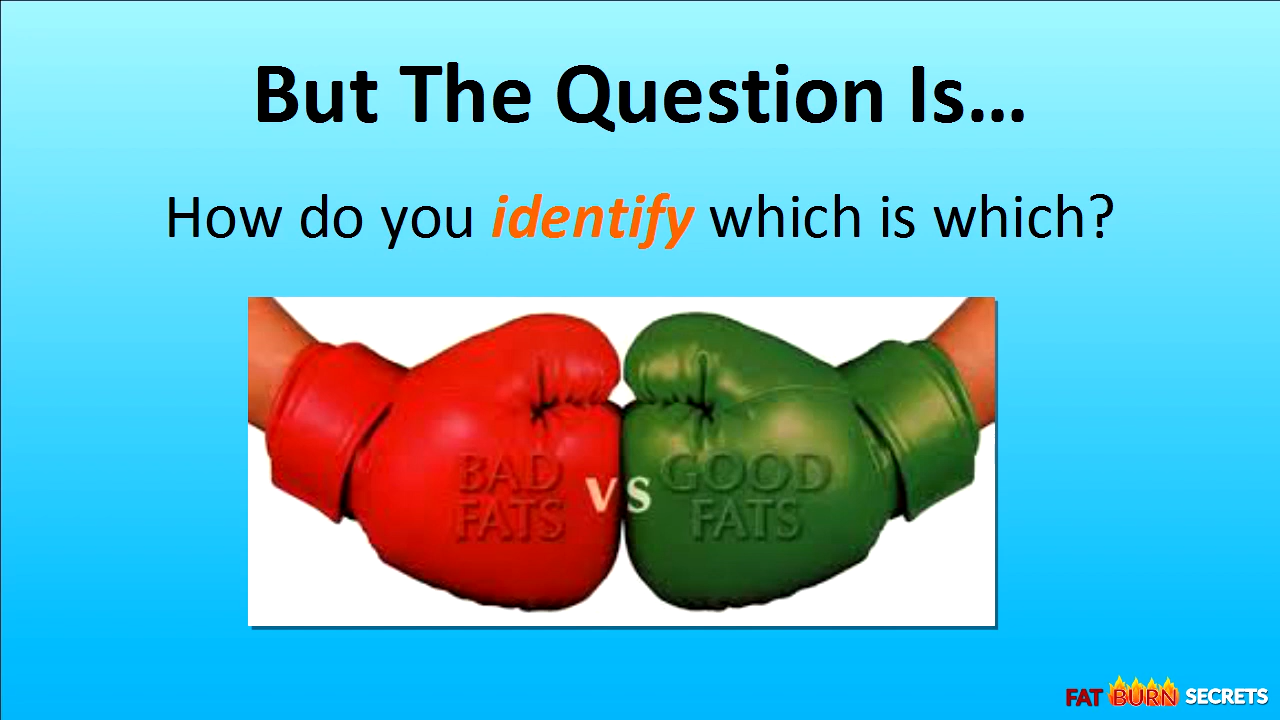 But The Question Is...
How do you identify which is which?
BAD FATS
vs
GOOD FATS
FAT BURN SECRETS